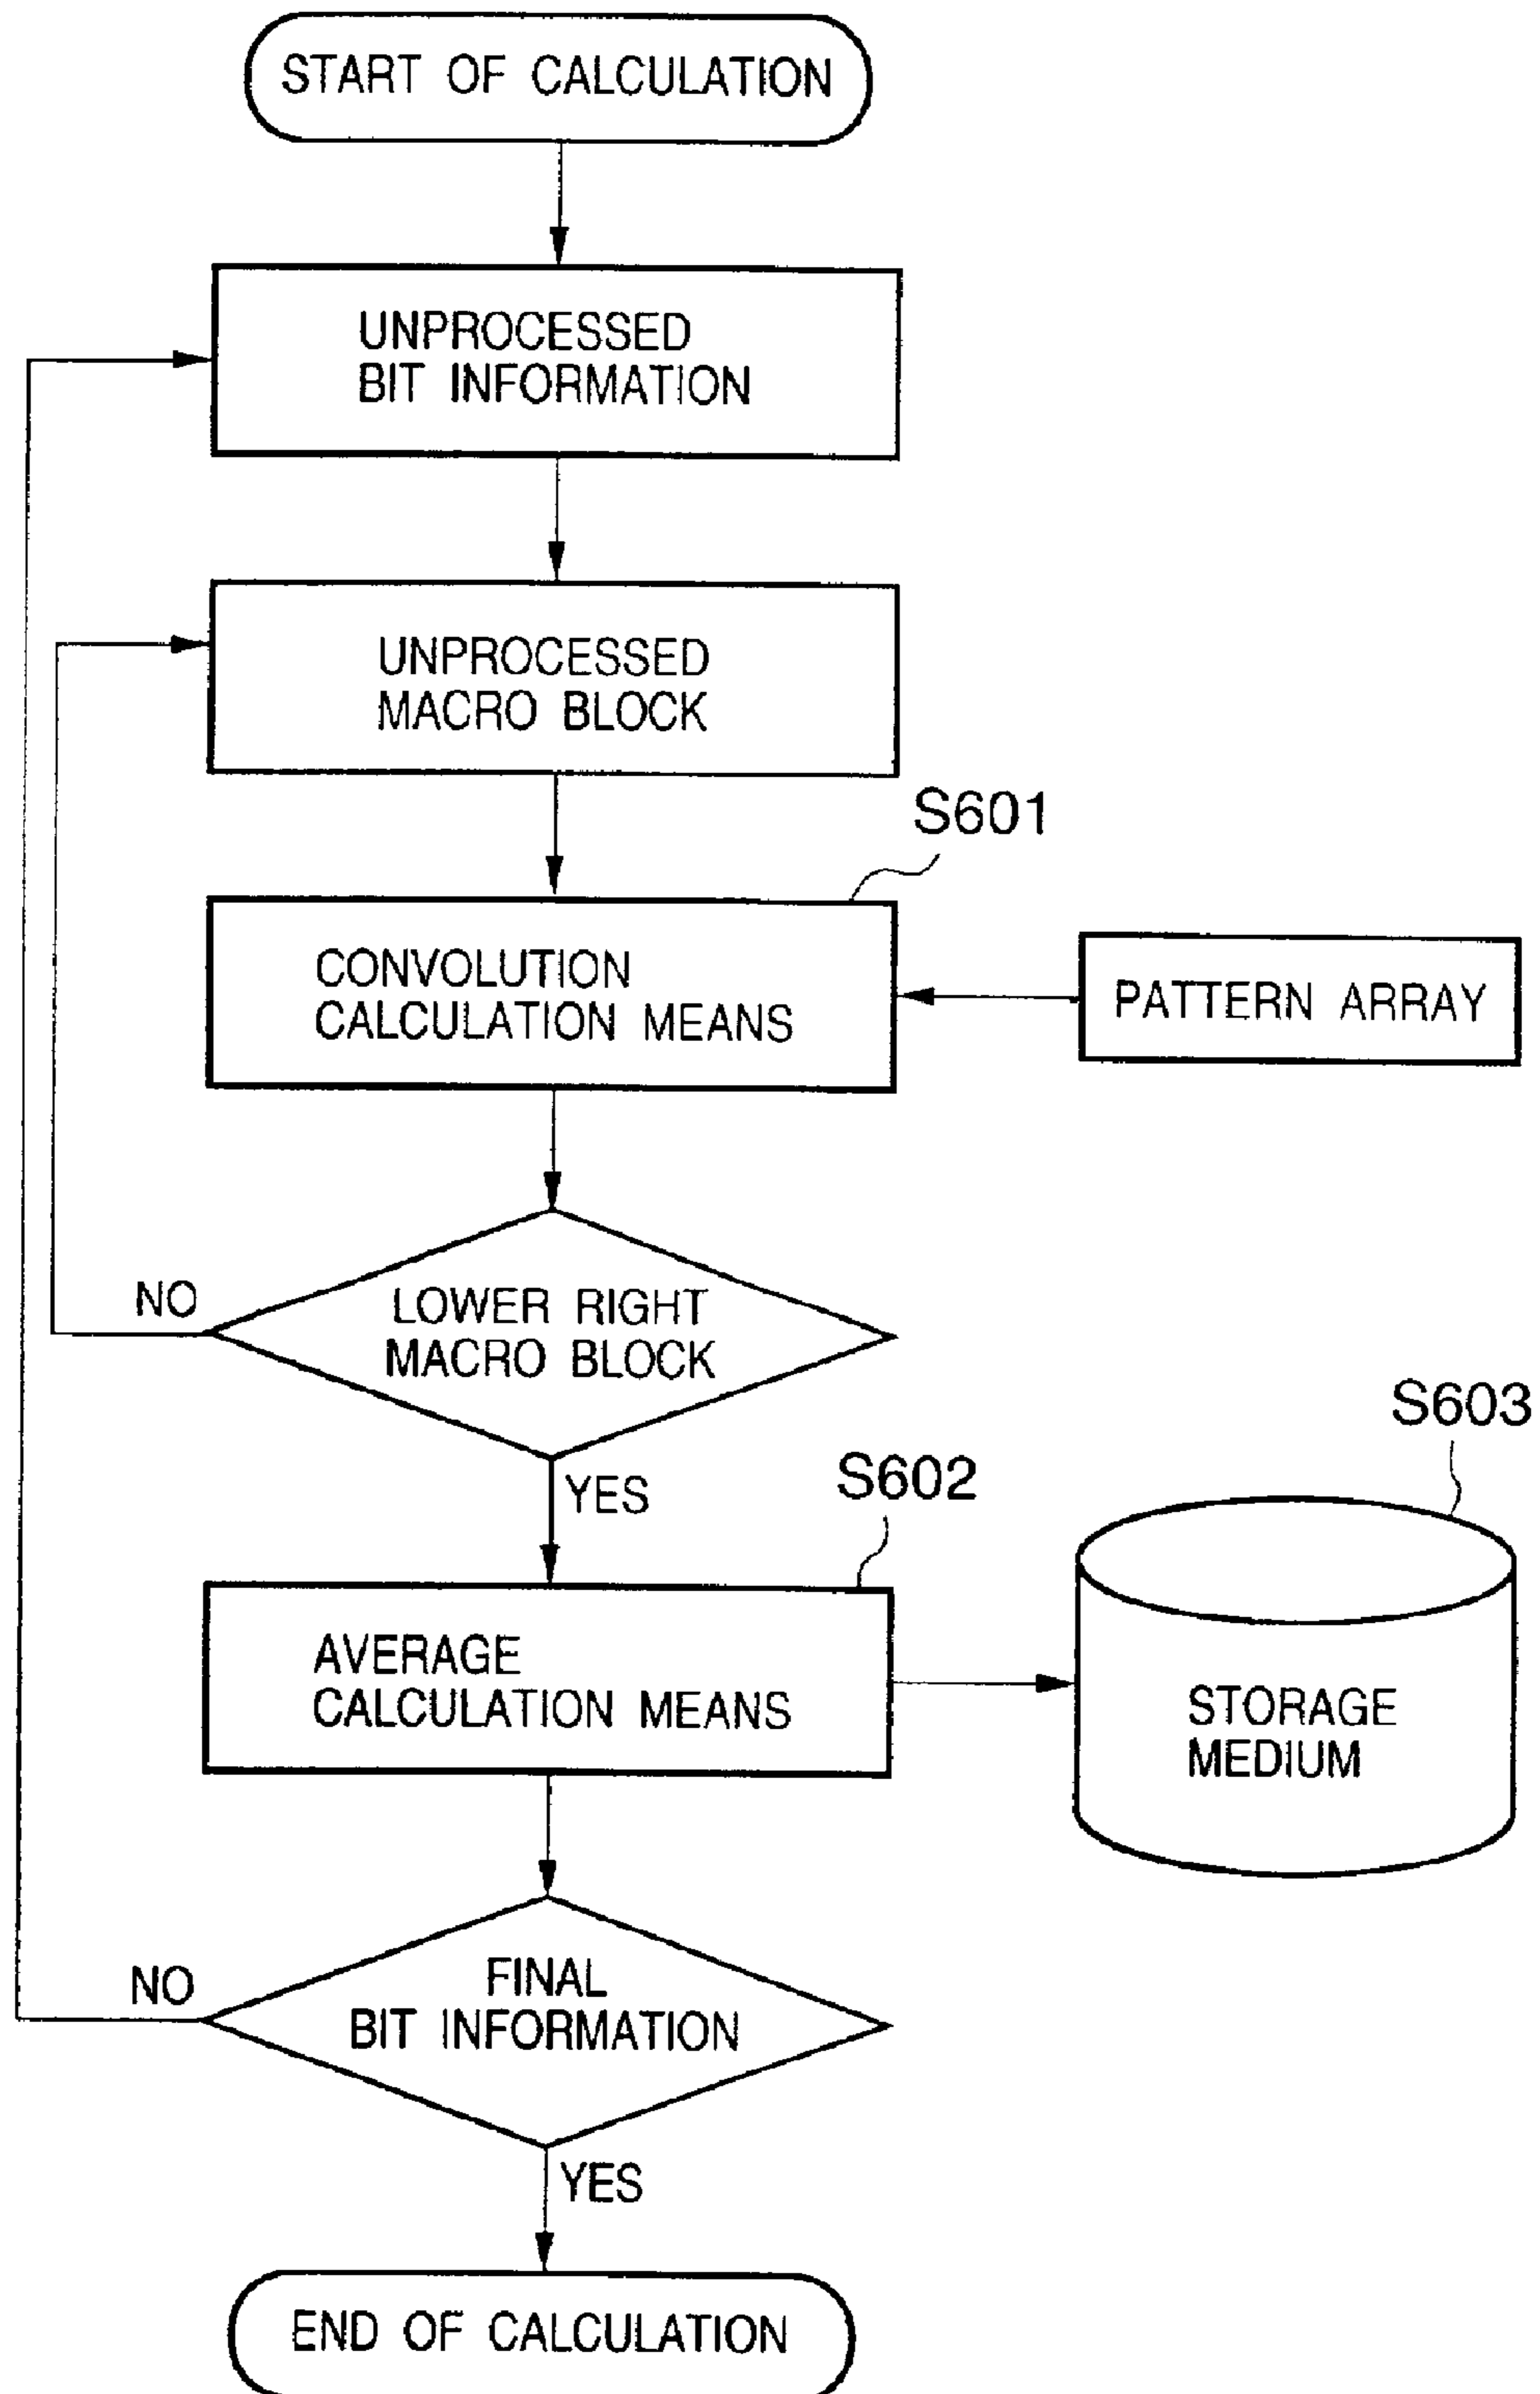 START OF CALCULATION
UNPROCESSED
BIT INFORMATION
UNPROCESSED
MACRO BLOCK
S601
CONVOLUTION
CALCULATION MEANS
PATTERN ARRAY
NO
LOWER RIGHT
MACRO BLOCK
YES
S602
S603
AVERAGE
CALCULATION MEANS
STORAGE
MEDIUM
NO
FINAL
BIT INFORMATION
YES
END OF CALCULATION